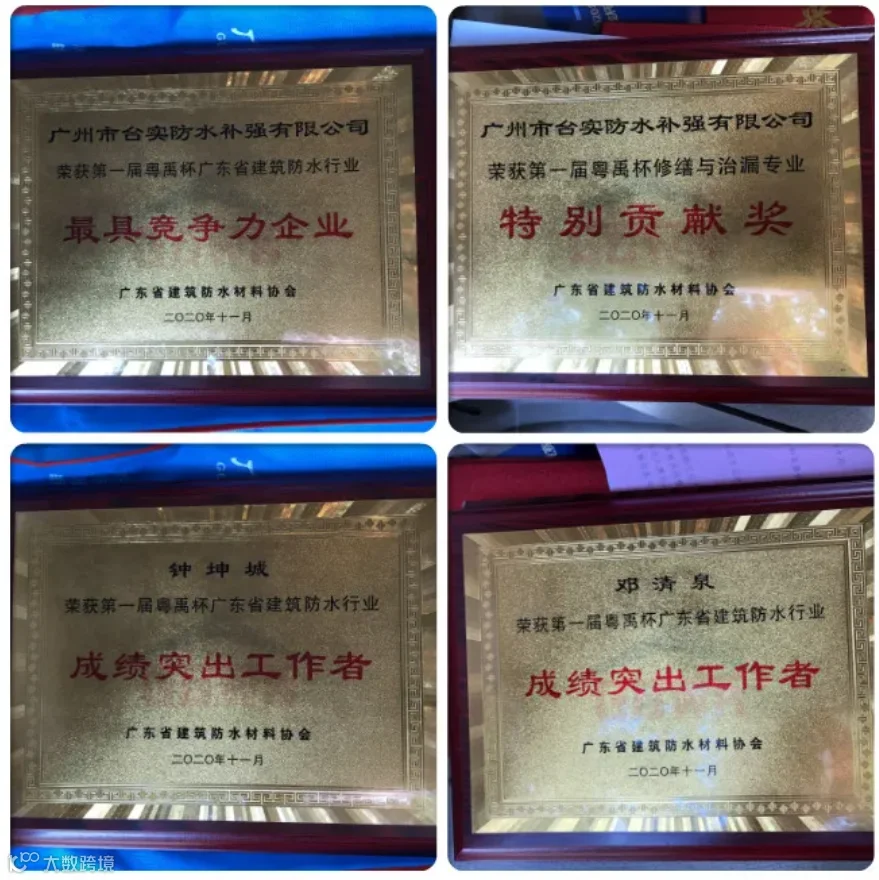 广州市台实防水补强有限公司
荣获第一届粤禹杯广东省建筑防水行业
最具竞争力企业
广东省建筑防水材料协会
二〇二〇年十一月
广州市台实防水补强有限公司
荣获第一届粤禹杯修缮与治漏专业
特别贡献奖
广东省建筑防水材料协会
二〇二〇年十一月
钟坤城
荣获第一届粤禹杯广东省建筑防水行业
成绩突出工作者
广东省建筑防水材料协会
二〇二〇年十一月
邓清泉
荣获第一届粤禹杯广东省建筑防水行业
成绩突出工作者
广东省建筑防水材料协会
二〇二〇年十一月
大数跨境